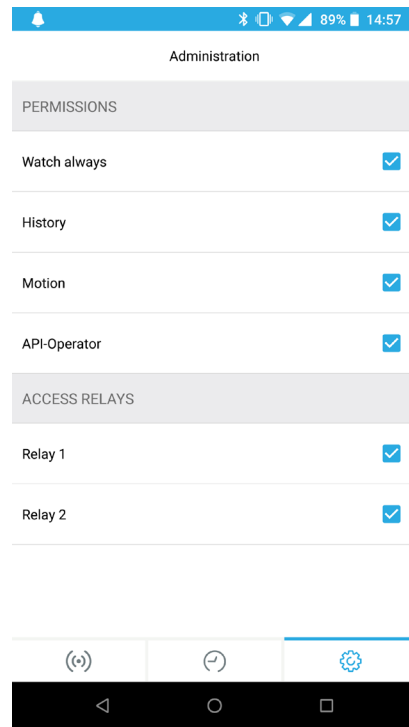 89% 14:57
Administration
PERMISSIONS
Watch always
History
Motion
API-Operator
ACCESS RELAYS
Relay 1
Relay 2